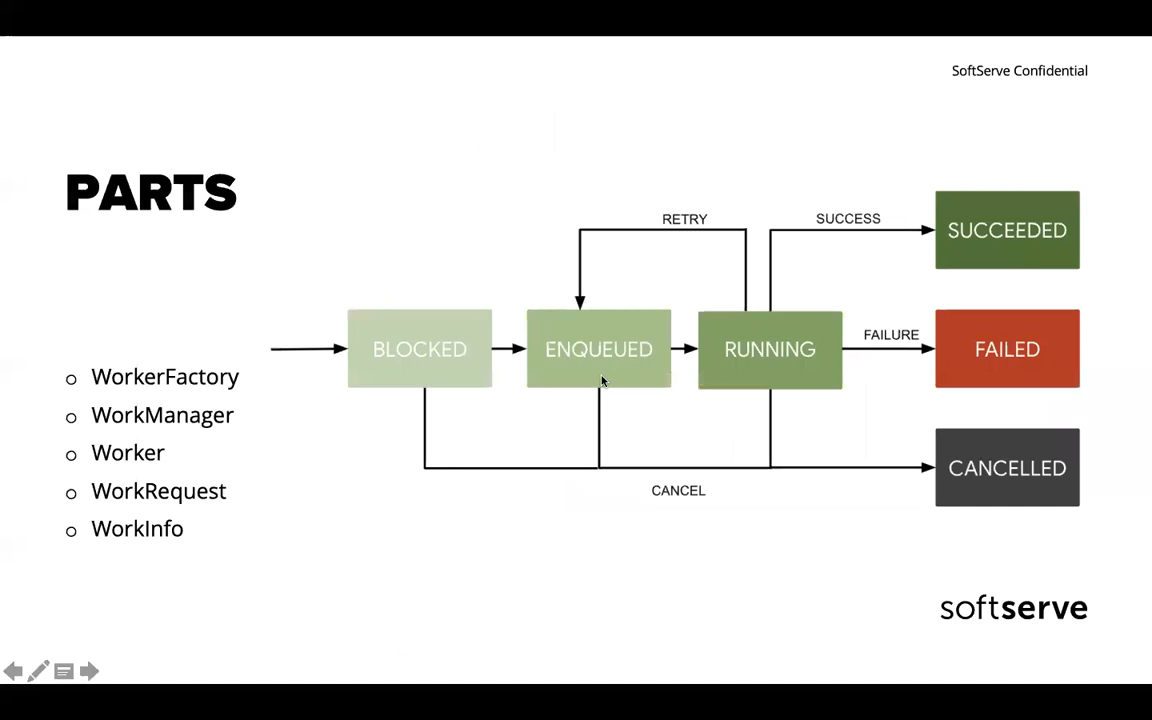 SoftServe Confidential
PARTS
WorkerFactory
WorkManager
Worker
WorkRequest
WorkInfo
RETRY
SUCCESS
SUCCEEDED
BLOCKED
ENQUEUED
RUNNING
FAILURE
FAILED
CANCELLED
CANCEL
softserve